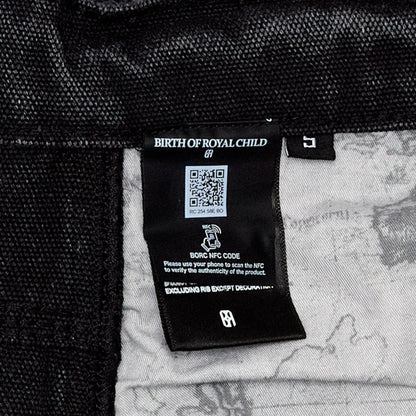 BIRTH OF ROYAL CHILD
S
RC 254 58E BO
NFC
BORC NFC CODE
Please use your phone to scan the NFC
to verify the authenticity of the product.
EXCLUDING RIB EXCEPT DECORATION